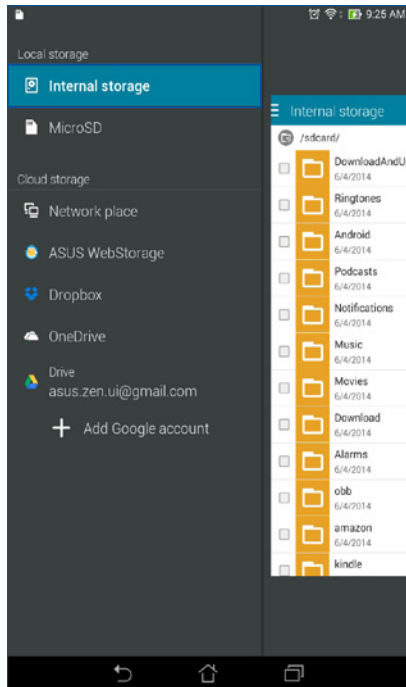 9:25 AM
Local storage
Internal storage
MicroSD
Cloud storage
Network place
ASUS WebStorage
Dropbox
OneDrive
Drive
asus.zen.ui@gmail.com
Add Google account
Internal storage
/sdcard/
DownloadAndU
6/4/2014
Ringtones
6/4/2014
Android
6/4/2014
Podcasts
6/4/2014
Notifications
6/4/2014
Music
6/4/2014
Movies
6/4/2014
Download
6/4/2014
Alarms
6/4/2014
obb
6/4/2014
amazon
6/4/2014
kindle